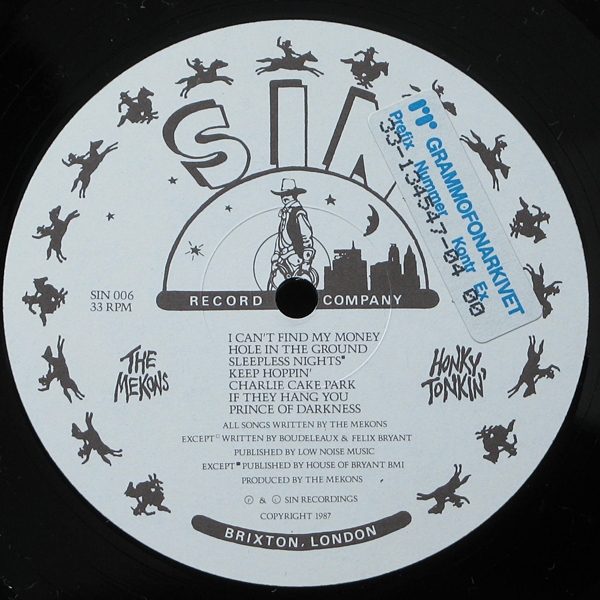 SIN
RECORD COMPANY
rr GRAMMOFONARKIVET
Prefix Nummer Kontr Ex
33-134547-04 00
SIN 006
33 RPM
THE
MEKONS
HONKY
TONKIN'
I CAN'T FIND MY MONEY
HOLE IN THE GROUND
SLEEPLESS NIGHTS■
KEEP HOPPIN'
CHARLIE CAKE PARK
IF THEY HANG YOU
PRINCE OF DARKNESS
ALL SONGS WRITTEN BY THE MEKONS
EXCEPT□ WRITTEN BY BOUDELEAUX & FELIX BRYANT
PUBLISHED BY LOW NOISE MUSIC
EXCEPT■ PUBLISHED BY HOUSE OF BRYANT BMI
PRODUCED BY THE MEKONS
Ⓟ & Ⓒ SIN RECORDINGS
COPYRIGHT 1987
BRIXTON, LONDON